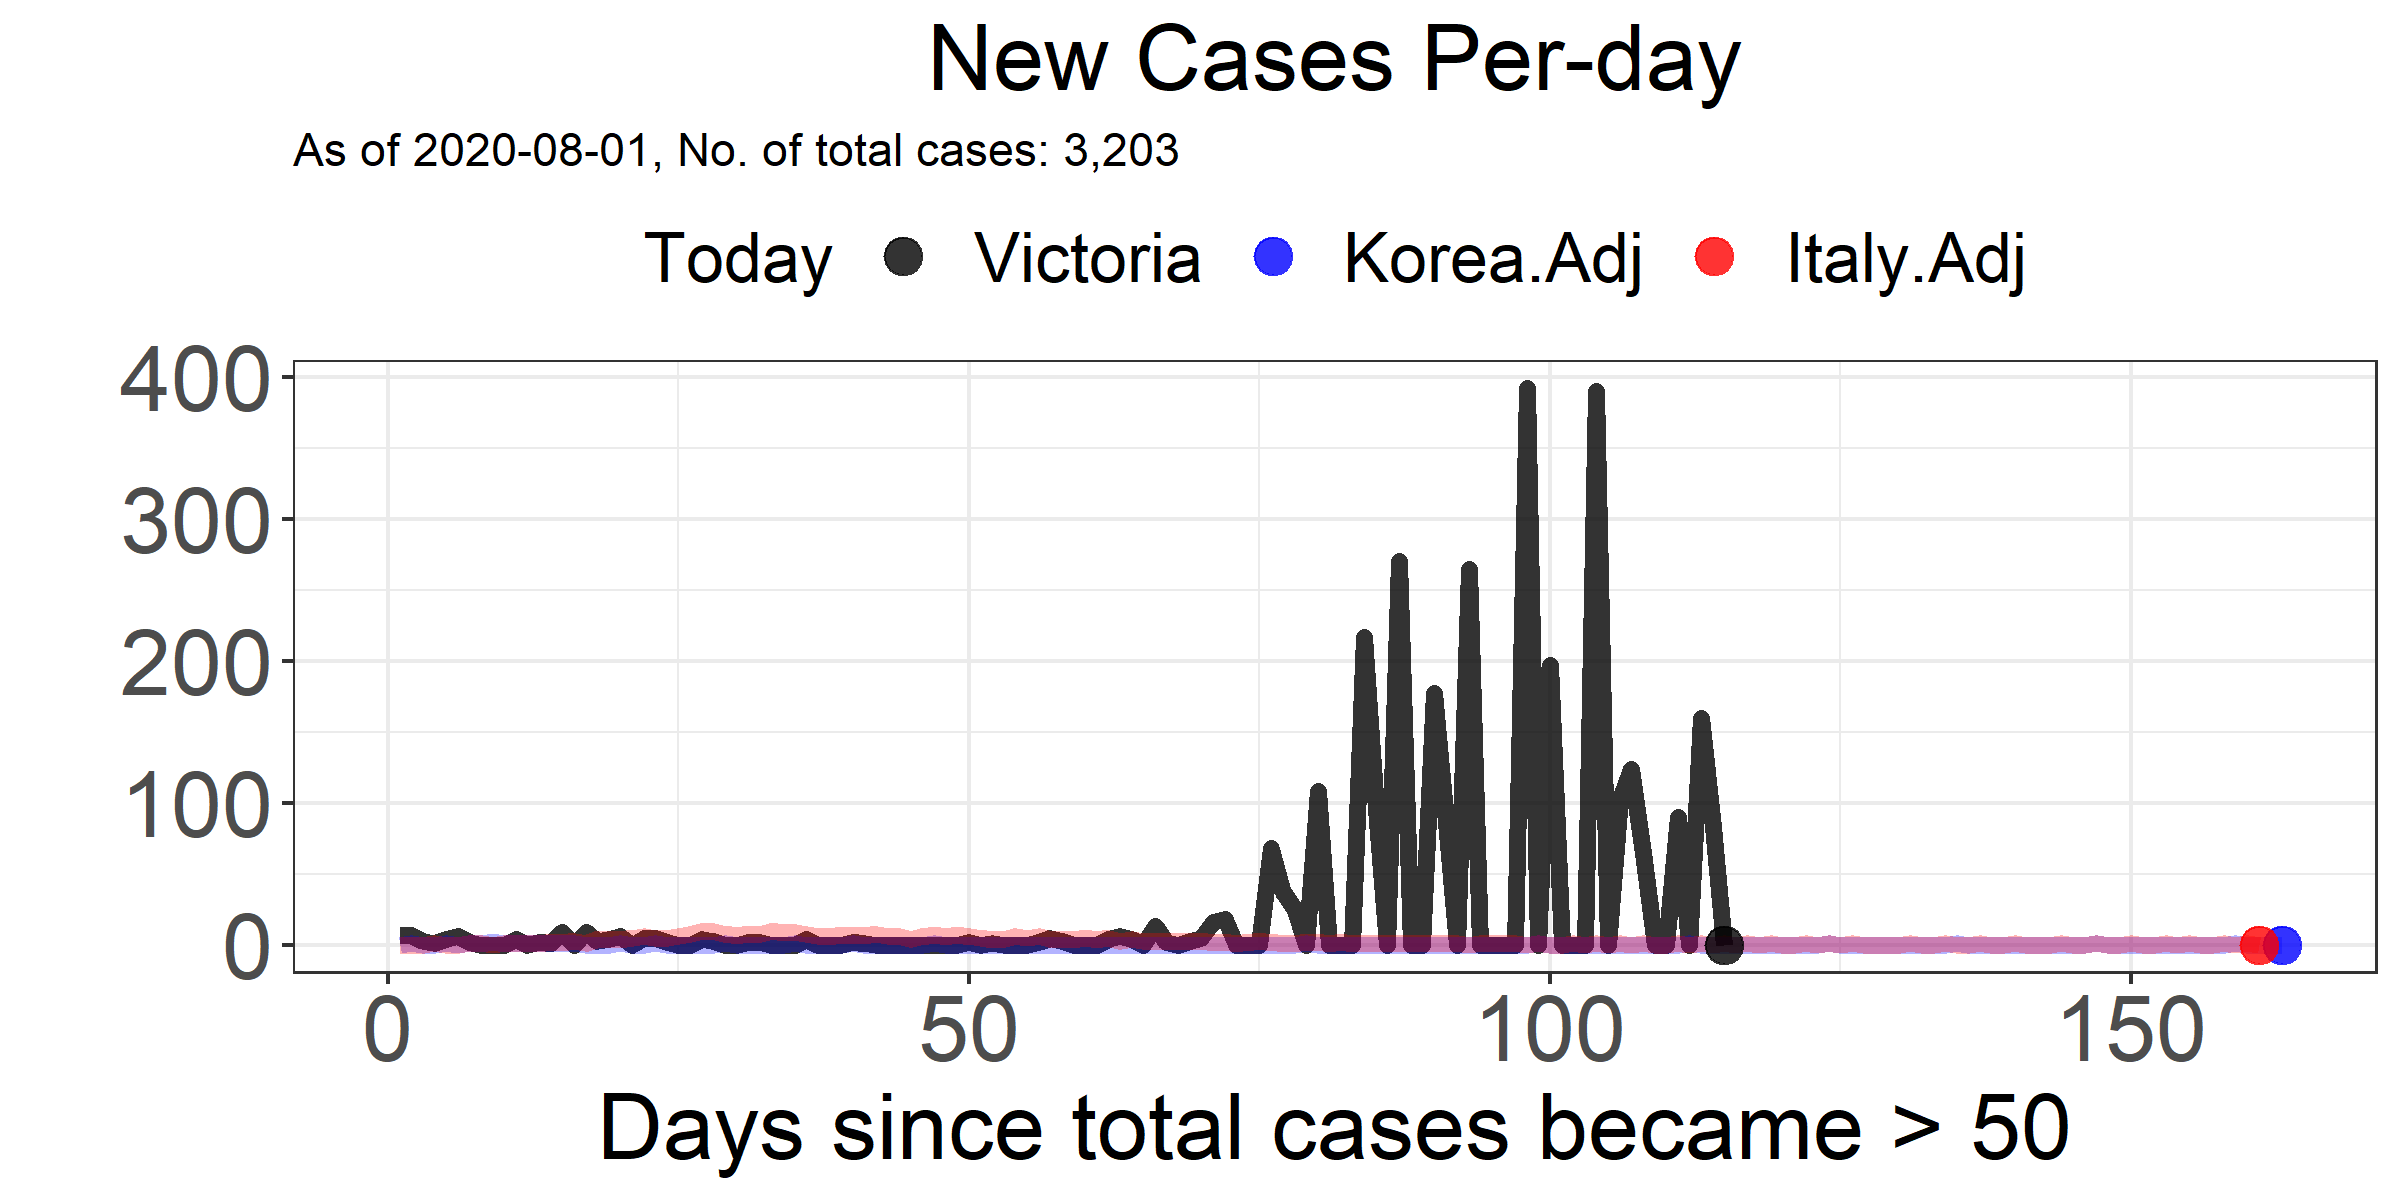 New Cases Per-day
As of 2020-08-01, No. of total cases: 3,203
Today Victoria Korea.Adj Italy.Adj
400
300
200
100
0
0 50 100 150
Days since total cases became > 50